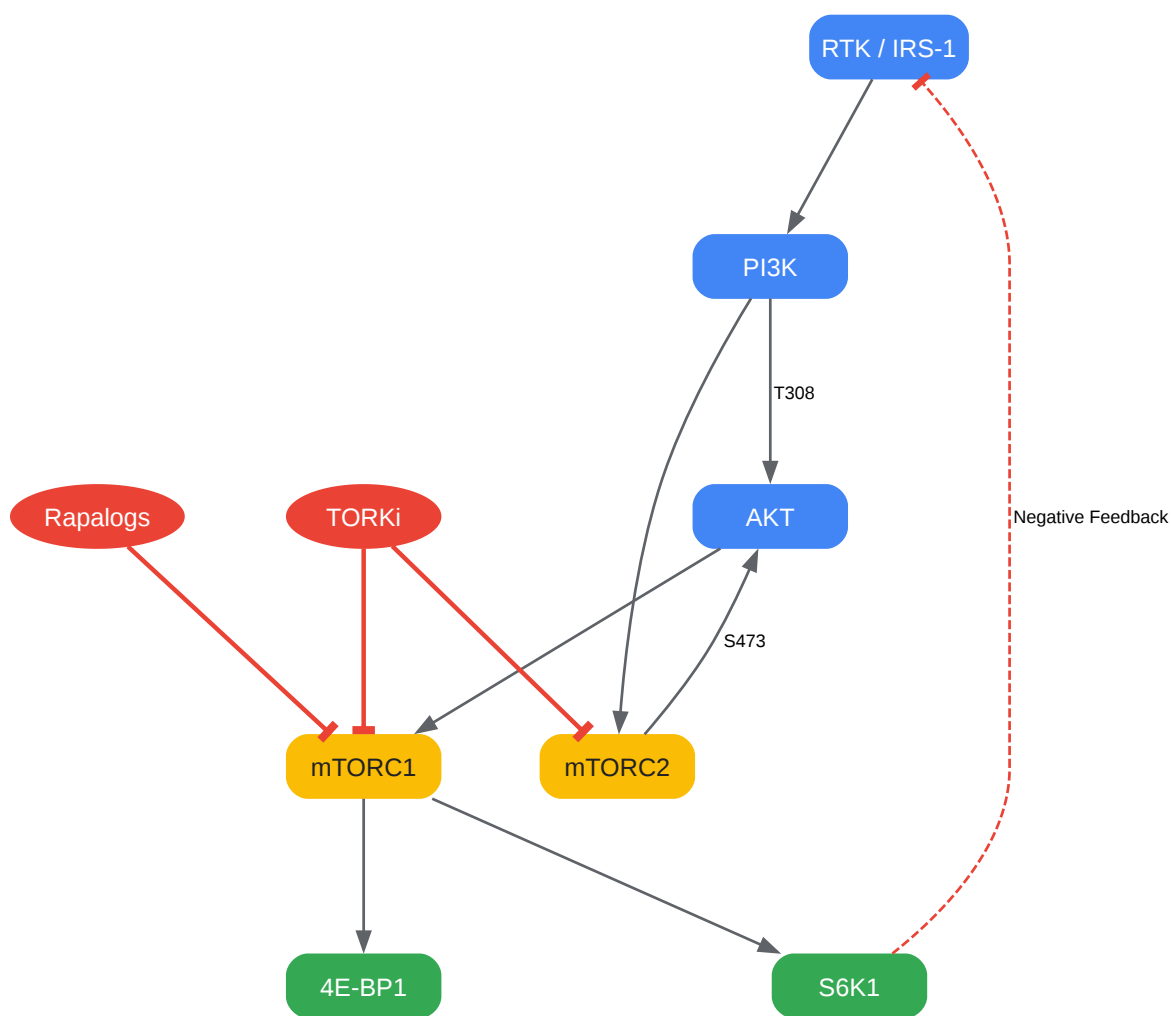 RTK / IRS-1
PI3K
T308
Rapalogs
TORKi
AKT
Negative Feedback
S473
mTORC1
mTORC2
4E-BP1
S6K1